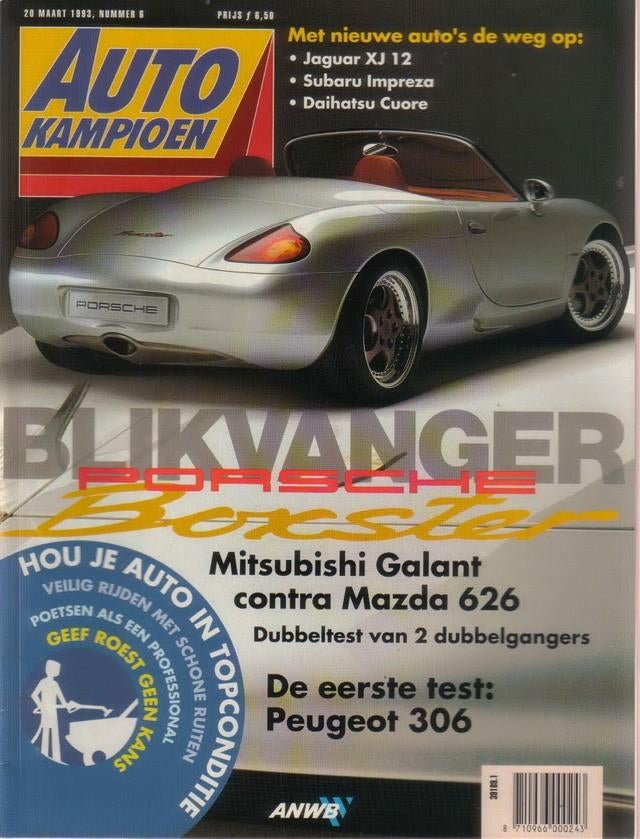 20 MAART 1993, NUMMER 6
PRIJS ƒ 6,50
AUTO
KAMPIOEN
Met nieuwe auto's de weg op:
• Jaguar XJ 12
• Subaru Impreza
• Daihatsu Cuore
Boxster
PORSCHE
BLIKVANGER
PORSCHE
Boxster
HOU JE AUTO IN TOPCONDITIE
VEILIG RIJDEN MET SCHONE RUITEN
POETSEN ALS EEN PROFESSIONAL
GEEF ROEST GEEN KANS
Mitsubishi Galant
contra Mazda 626
Dubbeltest van 2 dubbelgangers
De eerste test:
Peugeot 306
ANWB
39189.1
8 710966 000243